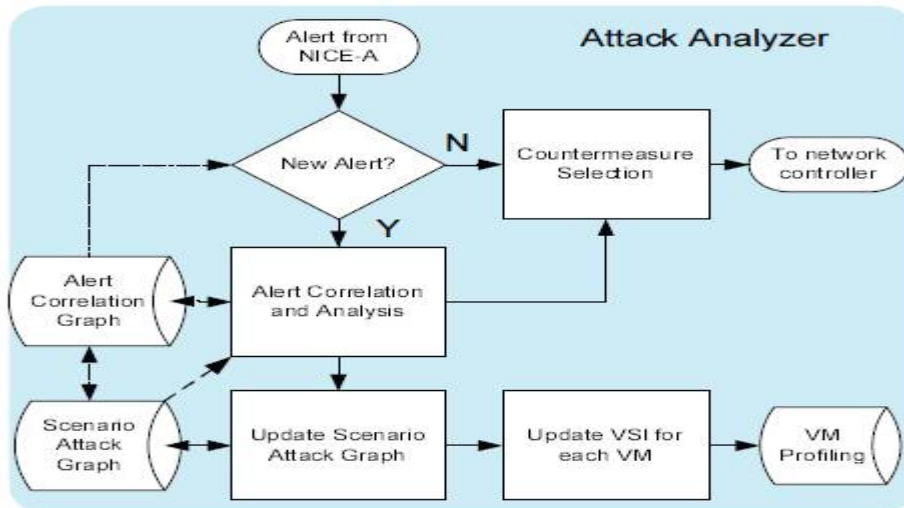 Attack Analyzer
Alert from
NICE-A
New Alert?
N
Countermeasure
Selection
To network
controller
Y
Alert
Correlation
Graph
Alert Correlation
and Analysis
Scenario
Attack
Graph
Update Scenario
Attack Graph
Update VSI for
each VM
VM
Profiling